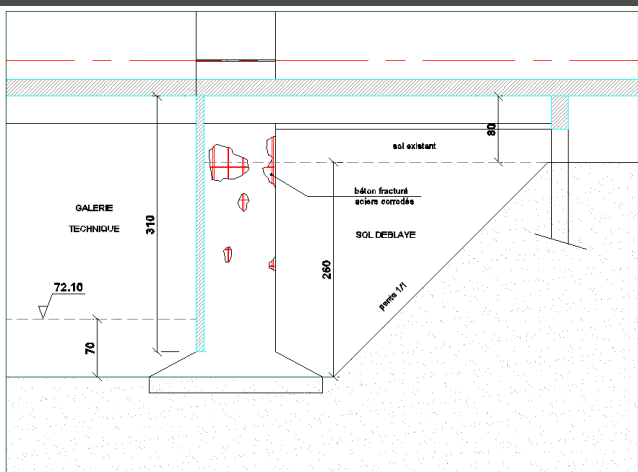 80
sol existant
béton fracturé
aciers corrodés
GALERIE
TECHNIQUE
310
SOL DEBLAYE
260
pente 1/1
72.10
70